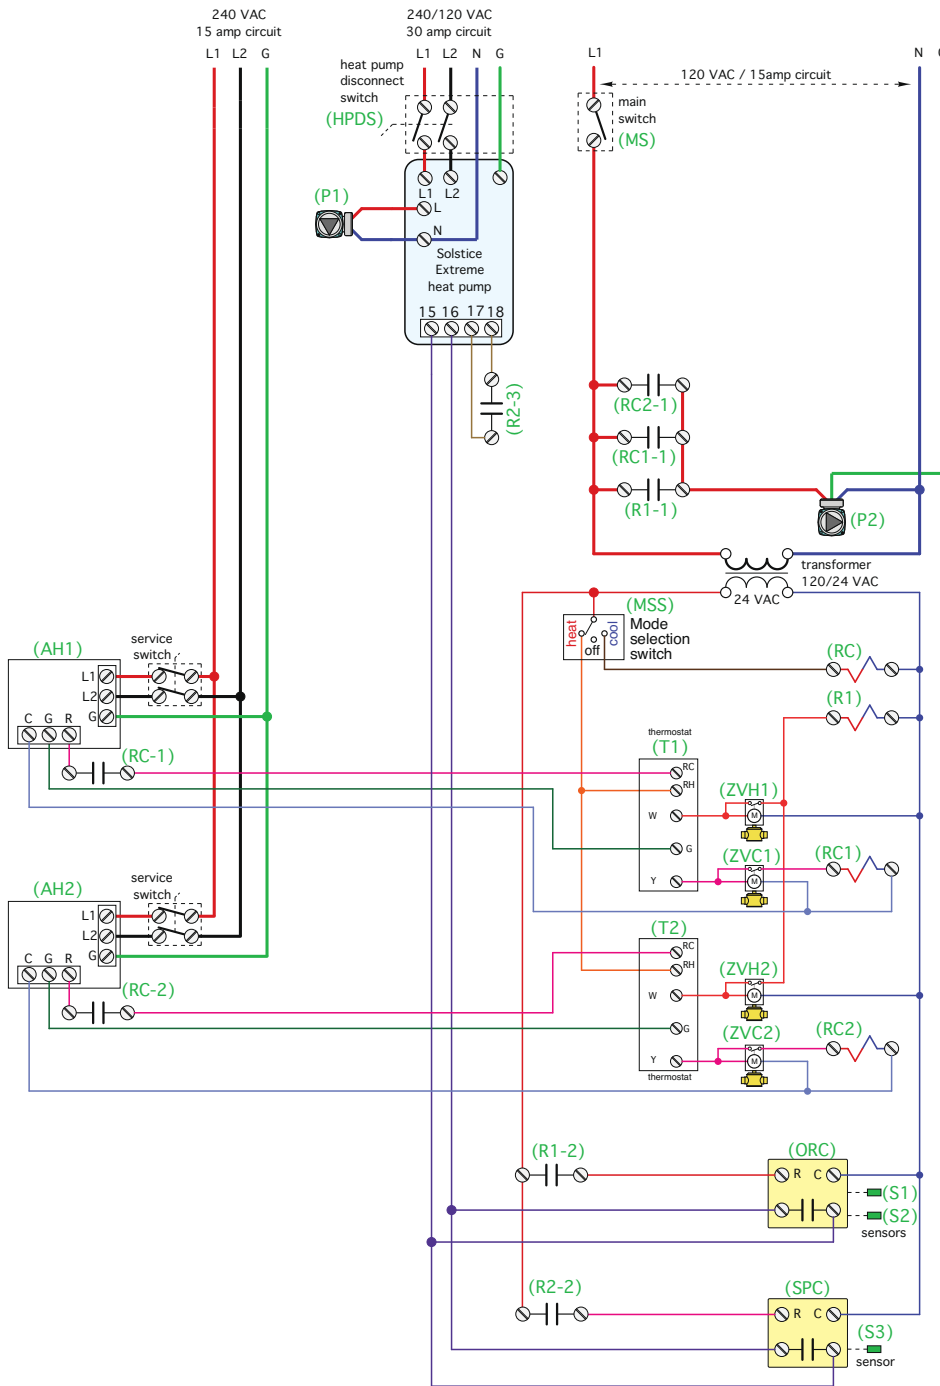 240 VAC
15 amp circuit
L1 L2 G
240/120 VAC
30 amp circuit
L1 L2 N G
heat pump
disconnect
switch
(HPDS)
L1
N
120 VAC / 15amp circuit
main
switch
(MS)
(P1)
L1 L2
L
N
Solstice
Extreme
heat pump
15 16 17 18
(R2-3)
(RC2-1)
(RC1-1)
(R1-1)
(P2)
transformer
120/24 VAC
24 VAC
(MSS)
Mode
selection
switch
heat
off
cool
(RC)
(R1)
(AH1)
service
switch
L1
L2
G
C G R
(RC-1)
thermostat
(T1)
RC
RH
W
G
Y
(ZVH1)
M
(ZVC1)
M
(RC1)
(AH2)
service
switch
L1
L2
G
C G R
(RC-2)
(T2)
RC
RH
W
G
Y
thermostat
(ZVH2)
M
(ZVC2)
M
(RC2)
(R1-2)
(ORC)
R C
(S1)
(S2)
sensors
(R2-2)
(SPC)
R C
(S3)
sensor